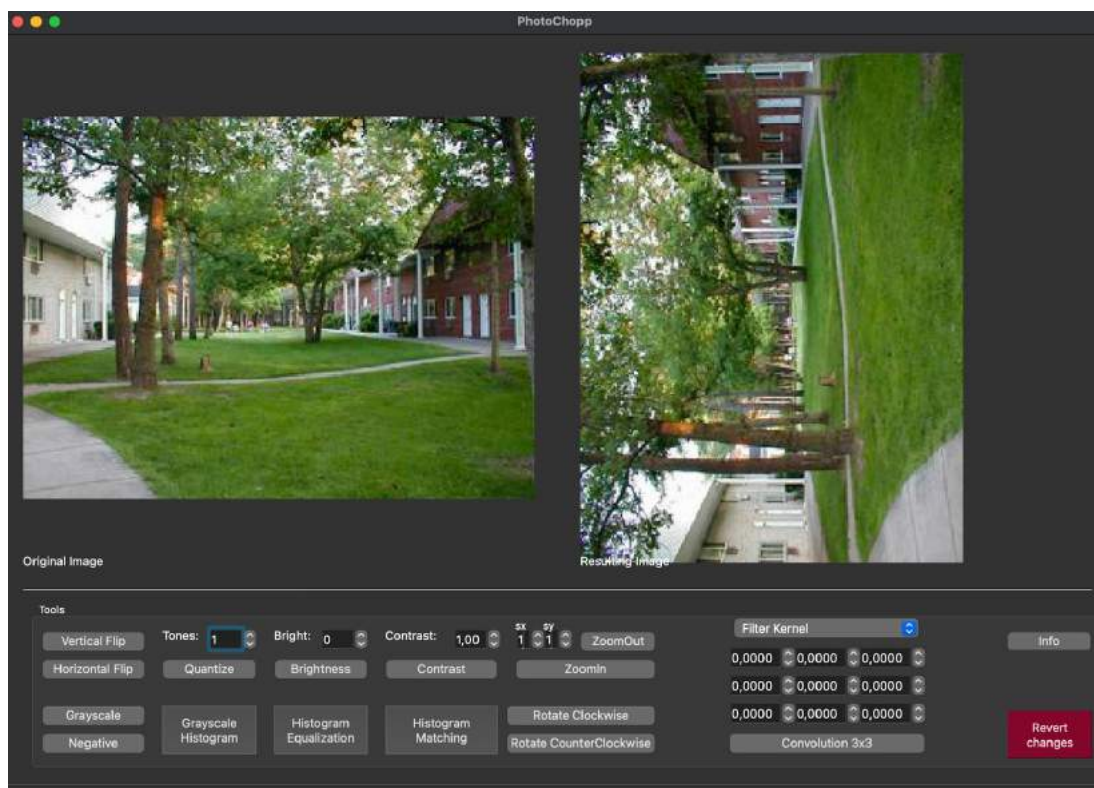 PhotoChopp
Original Image
Resulting Image
Tools
Vertical Flip
Tones: 1
Bright: 0
Contrast: 1,00
sx sy
1 1
ZoomOut
Filter Kernel
Info
Horizontal Flip
Quantize
Brightness
Contrast
ZoomIn
0,0000 0,0000 0,0000
0,0000 0,0000 0,0000
0,0000 0,0000 0,0000
Grayscale
Negative
Grayscale
Histogram
Histogram
Equalization
Histogram
Matching
Rotate Clockwise
Rotate CounterClockwise
Convolution 3x3
Revert
changes